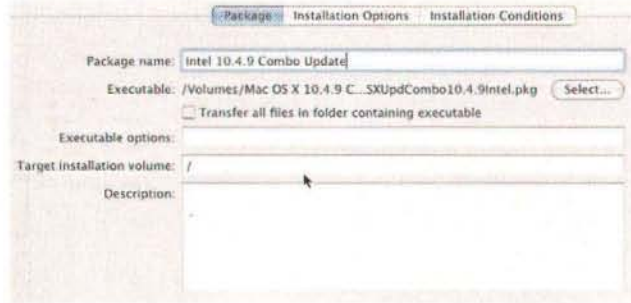 Package Installation Options Installation Conditions
Package name: Intel 10.4.9 Combo Update
Executable: /Volumes/Mac OS X 10.4.9 C...SXUpdCombo10.4.9Intel.pkg Select...
Transfer all files in folder containing executable
Executable options:
Target installation volume: /
Description: